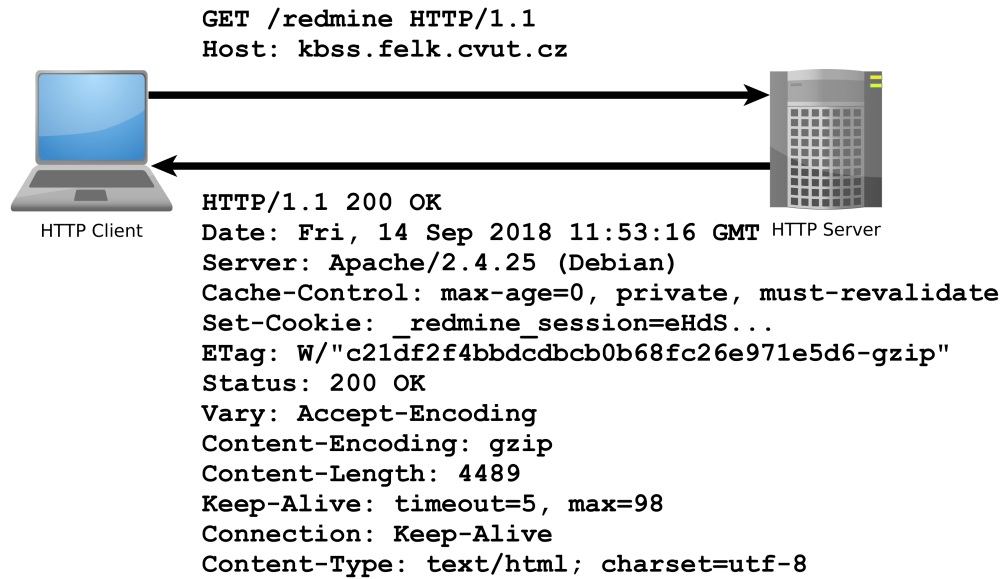 GET /redmine HTTP/1.1
Host: kbss.felk.cvut.cz
HTTP Client
HTTP Server
HTTP/1.1 200 OK
Date: Fri, 14 Sep 2018 11:53:16 GMT
Server: Apache/2.4.25 (Debian)
Cache-Control: max-age=0, private, must-revalidate
Set-Cookie: _redmine_session=eHdS...
ETag: W/"c21df2f4bbdcdbcb0b68fc26e971e5d6-gzip"
Status: 200 OK
Vary: Accept-Encoding
Content-Encoding: gzip
Content-Length: 4489
Keep-Alive: timeout=5, max=98
Connection: Keep-Alive
Content-Type: text/html; charset=utf-8